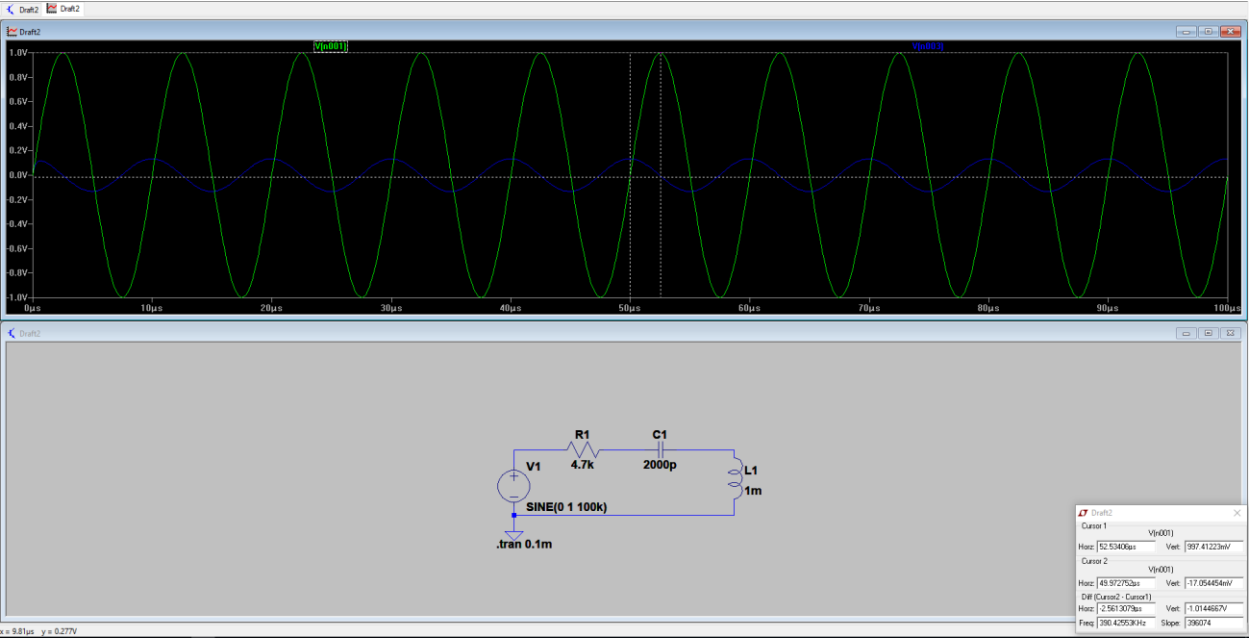 Draft2 Draft2
Draft2
V(n001) V(n003)
1.0V
0.8V
0.6V
0.4V
0.2V
0.0V
-0.2V
-0.4V
-0.6V
-0.8V
-1.0V
0µs 10µs 20µs 30µs 40µs 50µs 60µs 70µs 80µs 90µs 100µs
Draft2
R1 C1
4.7k 2000p
V1 L1
1m
SINE(0 1 100k)
.tran 0.1m
Draft2
Cursor 1
V(n001)
Horz: 52.53406µs Vert: 997.41223mV
Cursor 2
V(n001)
Horz: 49.972752µs Vert: -17.054454mV
Diff (Cursor2 - Cursor1)
Horz: -2.5613079µs Vert: -1.0144667V
Freq: 390.42553KHz Slope: 396074
x = 9.81µs y = 0.277V